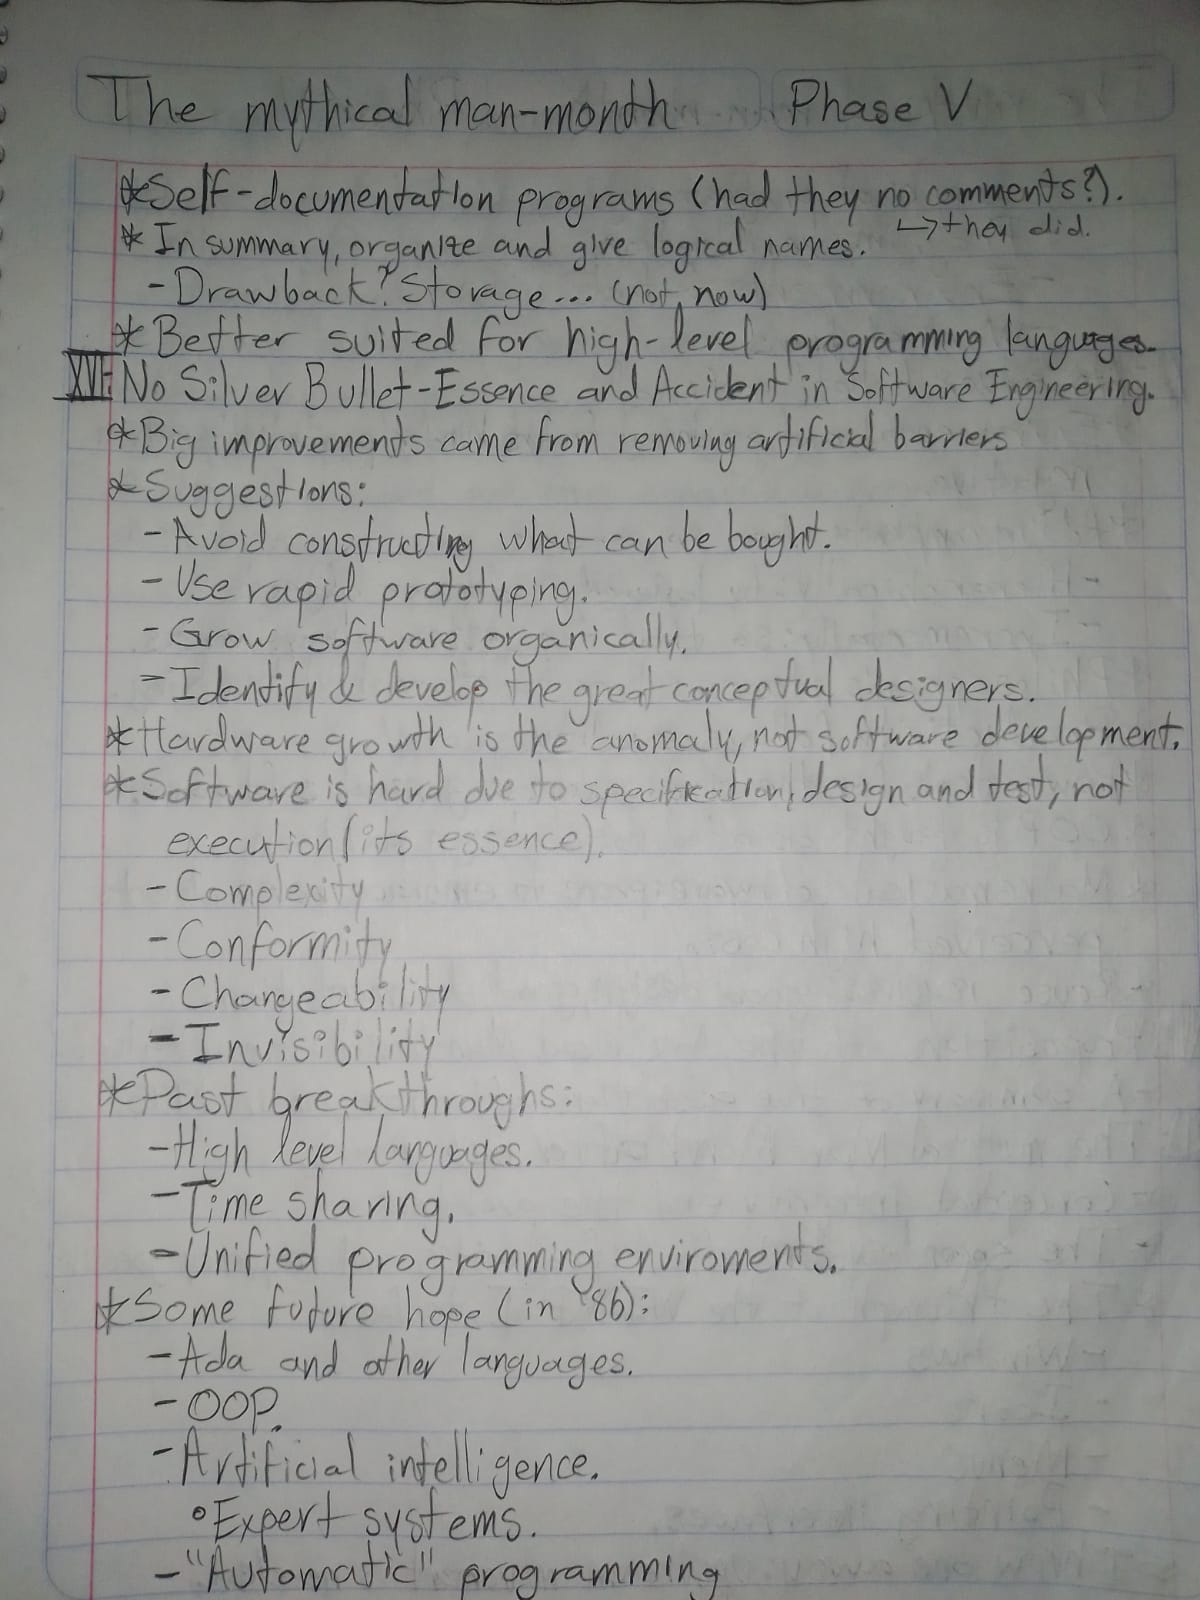 The mythical man-month Phase V
*Self-documentation programs (had they no comments?).
↳they did.
* In summary, organize and give logical names.
- Drawback? Storage... (not now)
* Better suited for high-level programming languages.
XVI: No Silver Bullet-Essence and Accident in Software Engineering.
*Big improvements came from removing artificial barriers
*Suggestions:
- Avoid constructing what can be bought.
- Use rapid prototyping.
- Grow software organically.
- Identify & develop the great conceptual designers.
*Hardware growth is the anomaly, not software development.
*Software is hard due to specification, design and test, not
execution (its essence).
- Complexity
- Conformity
- Changeability
- Invisibility
*Past breakthroughs:
- High level languages.
- Time sharing.
- Unified programming enviroments.
*Some future hope (in '86):
- Ada and other languages.
- OOP.
- Artificial intelligence.
° Expert systems.
- "Automatic" programming